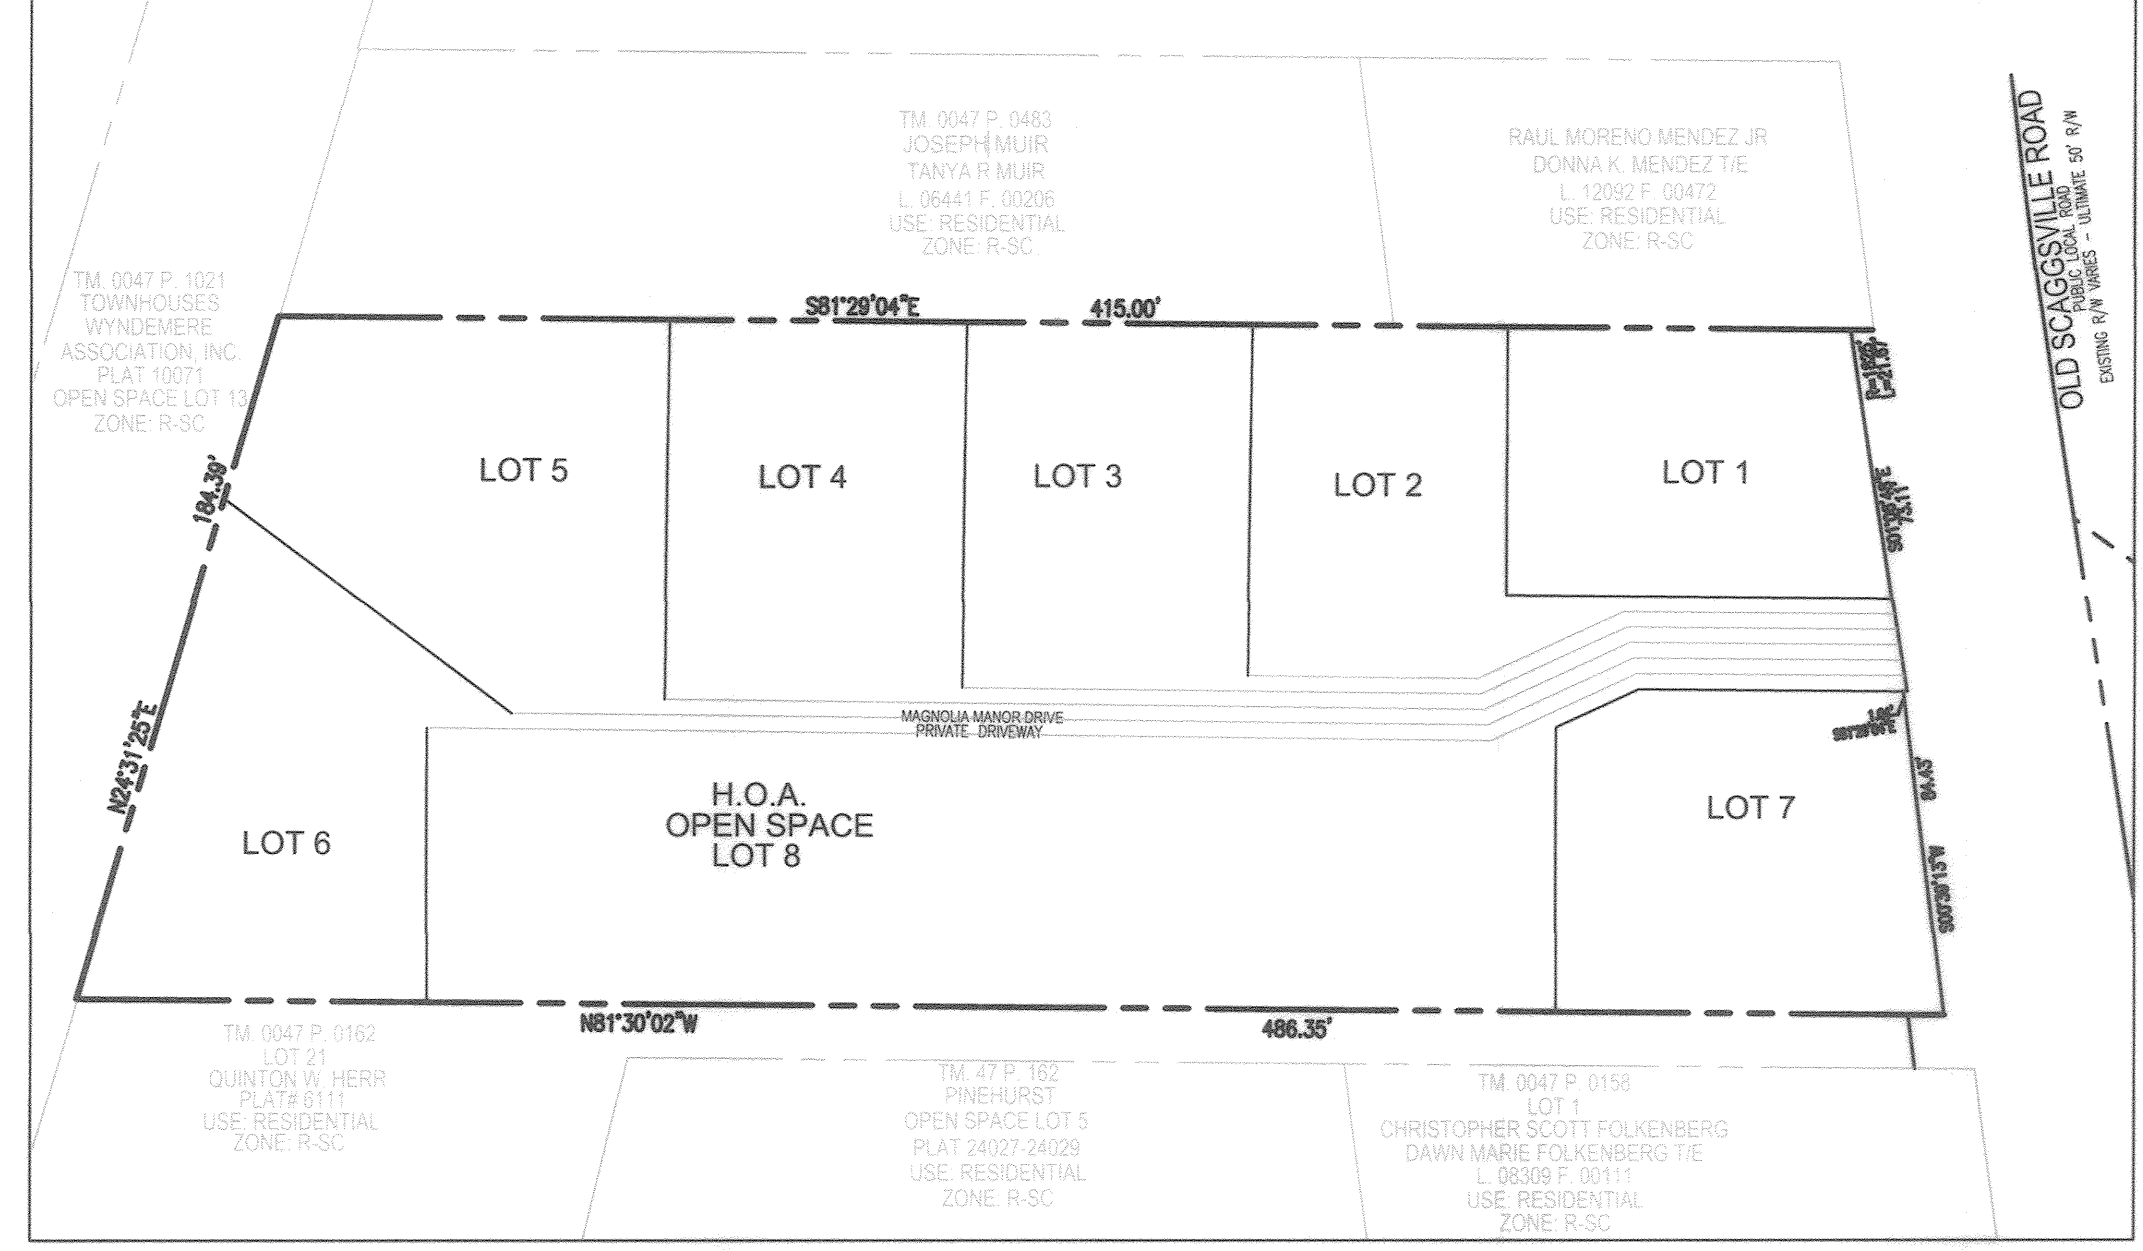 TM. 0047 P. 0483
JOSEPH MUIR
TANYA R MUIR
L. 06441 F. 00206
USE: RESIDENTIAL
ZONE: R-SC
RAUL MORENO MENDEZ JR
DONNA K. MENDEZ T/E
L. 12092 F. 00472
USE: RESIDENTIAL
ZONE: R-SC
OLD SCAGGSVILLE ROAD
PUBLIC LOCAL ROAD
EXISTING R/W VARIES - ULTIMATE 50' R/W
TM. 0047 P. 1021
TOWNHOUSES
WYNDEMERE
ASSOCIATION, INC.
PLAT 10071
OPEN SPACE LOT 13
ZONE: R-SC
S81°29'04"E 415.00'
184.39'
N24°31'25"E
LOT 5
LOT 4
LOT 3
LOT 2
LOT 1
73.11'
MAGNOLIA MANOR DRIVE
PRIVATE DRIVEWAY
H.O.A.
OPEN SPACE
LOT 8
LOT 6
LOT 7
84.43'
S00°39'13"W
N81°30'02"W 486.35'
TM. 0047 P. 0162
LOT 21
QUINTON W. HERR
PLAT# 6111
USE: RESIDENTIAL
ZONE: R-SC
TM. 47 P. 162
PINEHURST
OPEN SPACE LOT 5
PLAT 24027-24029
USE: RESIDENTIAL
ZONE: R-SC
TM. 0047 P. 0158
LOT 1
CHRISTOPHER SCOTT FOLKENBERG
DAWN MARIE FOLKENBERG T/E
L. 08309 F. 00111
USE: RESIDENTIAL
ZONE: R-SC